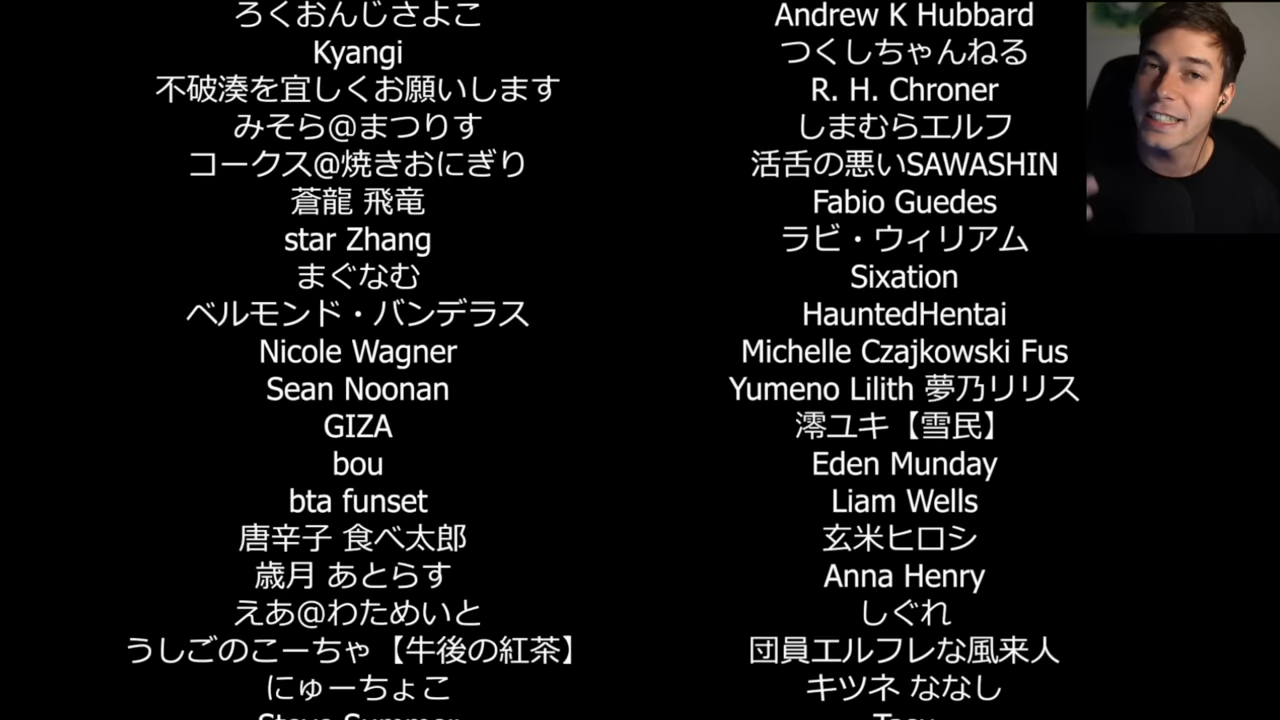 ろくおんじさよこ
Kyangi
不破湊を宜しくお願いします
みそら@まつりす
コークス@焼きおにぎり
蒼龍 飛竜
star Zhang
まぐなむ
ベルモンド・バンデラス
Nicole Wagner
Sean Noonan
GIZA
bou
bta funset
唐辛子 食べ太郎
歳月 あとらす
えあ@わためいと
うしごのこーちゃ【牛後の紅茶】
にゅーちょこ
Andrew K Hubbard
つくしちゃんねる
R. H. Chroner
しまむらエルフ
活舌の悪いSAWASHIN
Fabio Guedes
ラビ・ウィリアム
Sixation
HauntedHentai
Michelle Czajkowski Fus
Yumeno Lilith 夢乃リリス
澪ユキ【雪民】
Eden Munday
Liam Wells
玄米ヒロシ
Anna Henry
しぐれ
団員エルフレな風来人
キツネ ななし